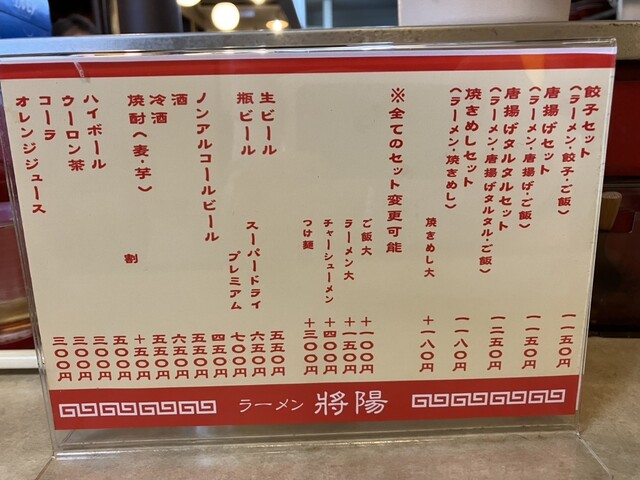 餃子セット 一一五〇円
(ラーメン・餃子・ご飯)
唐揚げセット 一一五〇円
(ラーメン・唐揚げ・ご飯)
唐揚げタルタルセット 一二五〇円
(ラーメン・唐揚げタルタル・ご飯)
焼きめしセット 一一八〇円
(ラーメン・焼きめし)
焼きめし大 +一八〇円
※全てのセット変更可能
ご飯大 +一〇〇円
ラーメン大 +一五〇円
チャーシューメン +四〇〇円
つけ麺 +三〇〇円
生ビール 五五〇円
瓶ビール スーパードライ 六五〇円
プレミアム 七〇〇円
ノンアルコールビール 四五〇円
酒 五五〇円
冷酒 六五〇円
焼酎(麦・芋) 五五〇円
割 +五〇円
ハイボール 五〇〇円
ウーロン茶 三〇〇円
コーラ 三〇〇円
オレンジジュース 三〇〇円
ラーメン 將陽